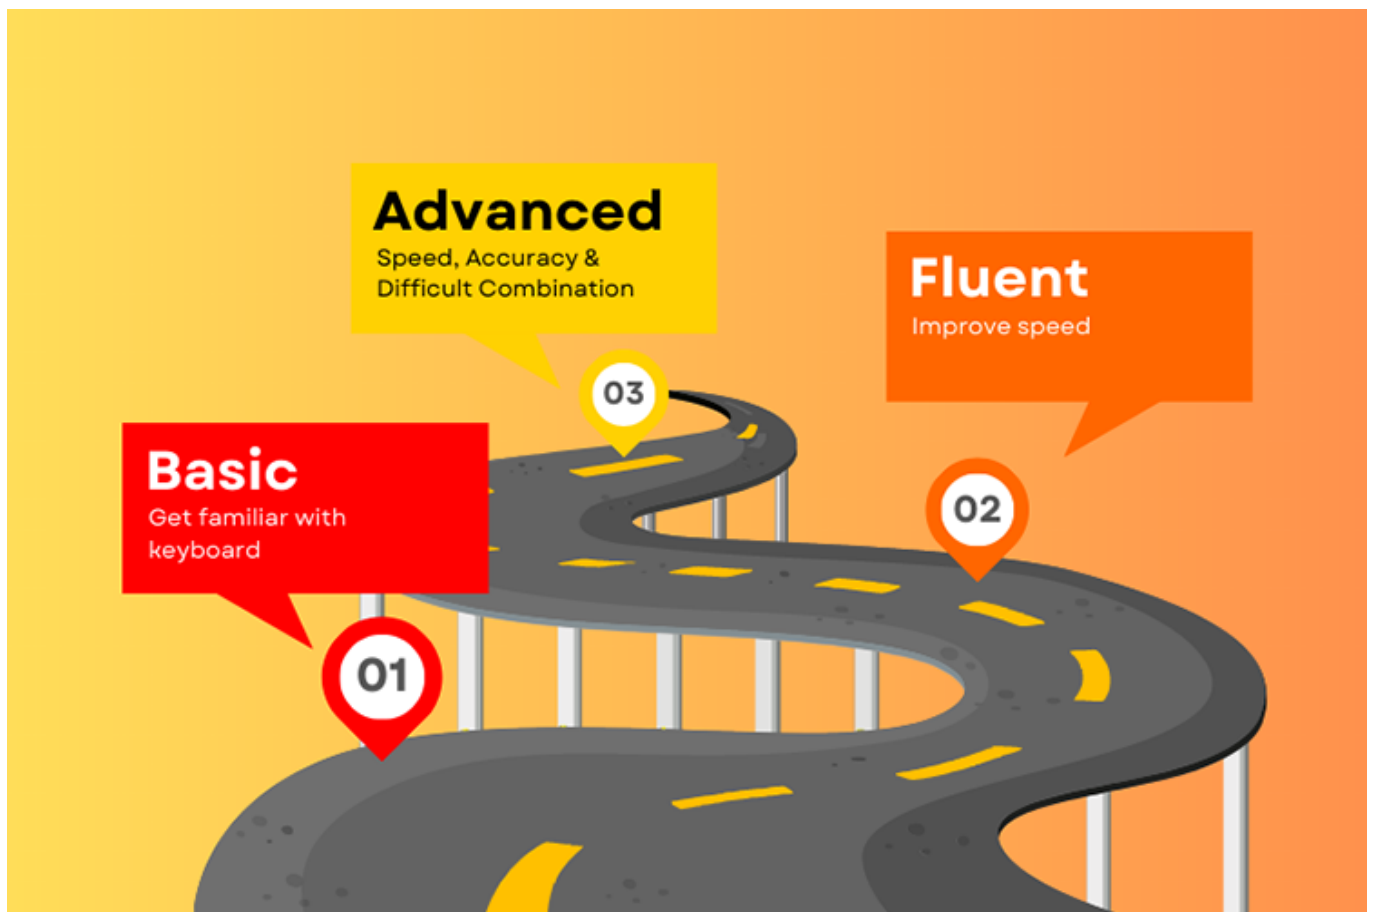 Advanced
Speed, Accuracy &
Difficult Combination
03
Fluent
Improve speed
02
Basic
Get familiar with
keyboard
01